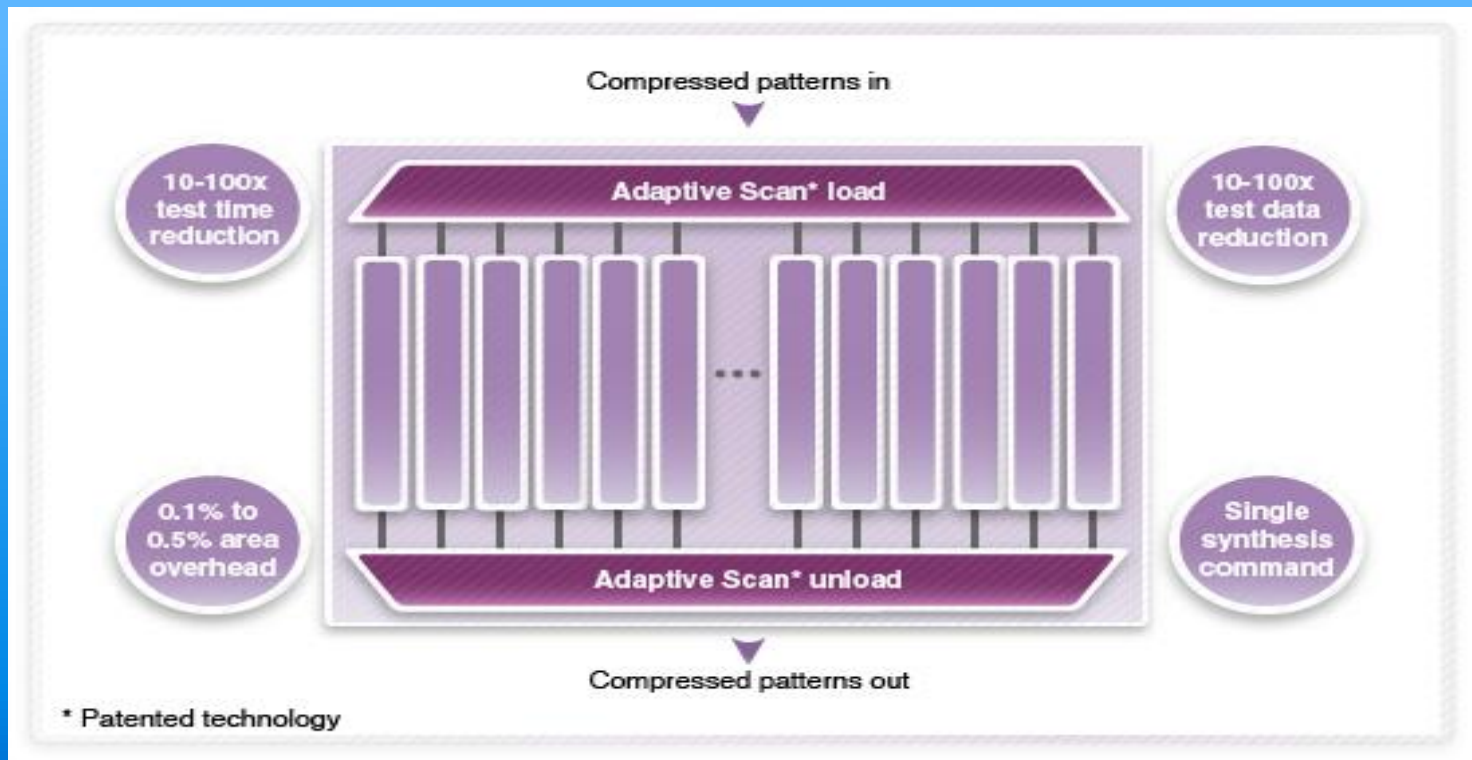 Compressed patterns in
10-100x
test time
reduction
Adaptive Scan* load
10-100x
test data
reduction
...
0.1% to
0.5% area
overhead
Adaptive Scan* unload
Single
synthesis
command
Compressed patterns out
* Patented technology